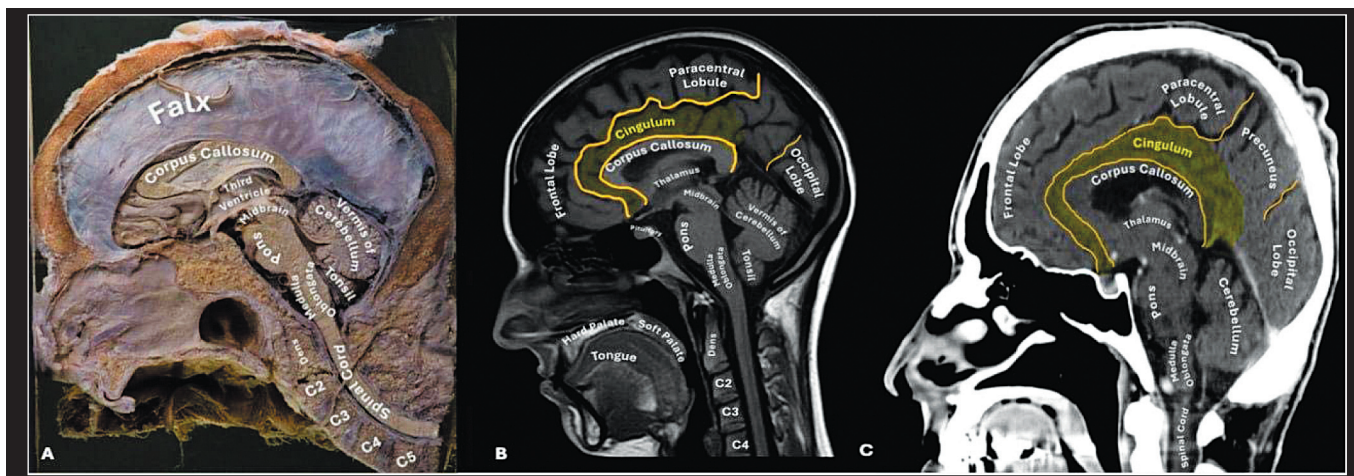 Falx
Corpus Callosum
Third
Ventricle
Midbrain
Pons
Vermis of
Cerebellum
Tonsil
Medulla
Oblongata
Dens
Spinal Cord
C2
C3
C4
C5
A
Paracentral
Lobule
Cingulum
Corpus Callosum
Frontal Lobe
Thalamus
Midbrain
Occipital
Lobe
Vermis of
Cerebellum
Pituitary
Pons
Tonsil
Medulla
Oblongata
Hard Palate
Soft Palate
Tongue
Dens
C2
C3
C4
B
Paracentral
Lobule
Precuneus
Cingulum
Corpus Callosum
Frontal Lobe
Thalamus
Midbrain
Occipital
Lobe
Pons
Cerebellum
Medulla
Oblongata
Spinal Cord
C